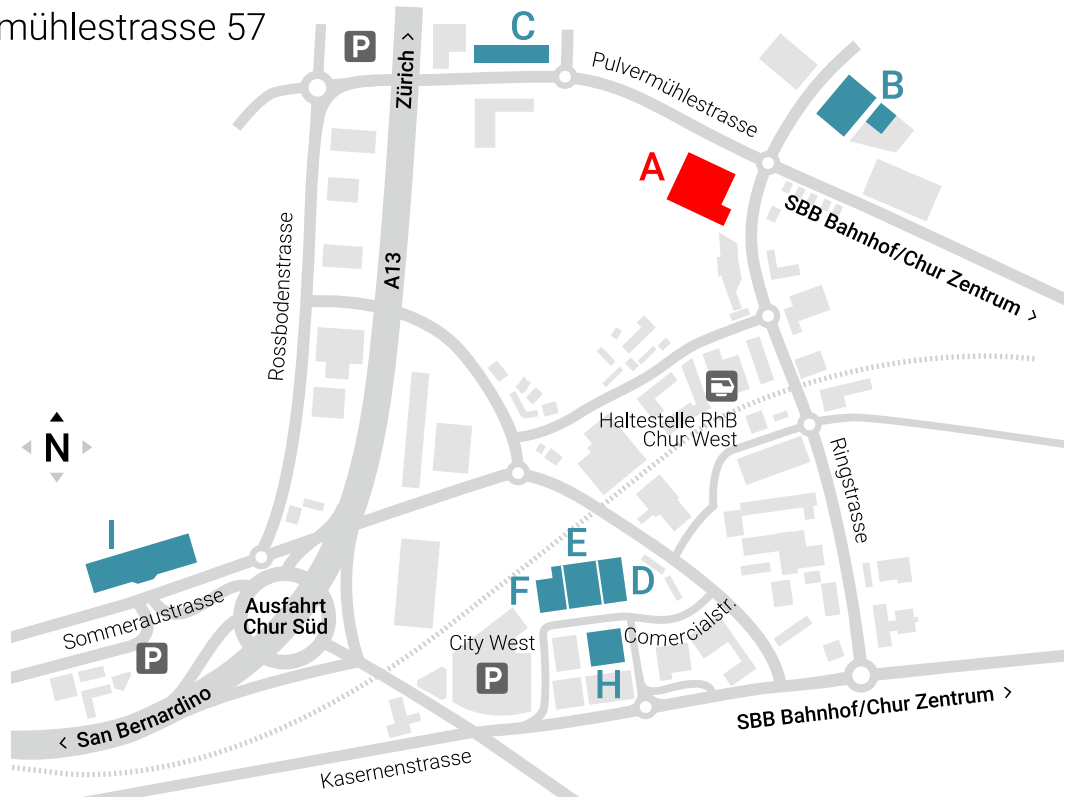 mühlestrasse 57
C
P
Zürich >
Pulvermühlestrasse
B
A
SBB Bahnhof/Chur Zentrum >
Rossbodenstrasse
A13
Haltestelle RhB
Chur West
N
Ringstrasse
I
E
D
F
Sommeraustrasse
Ausfahrt
Chur Süd
City West
Comercialstr.
P
P
H
< San Bernardino
SBB Bahnhof/Chur Zentrum >
Kasernenstrasse